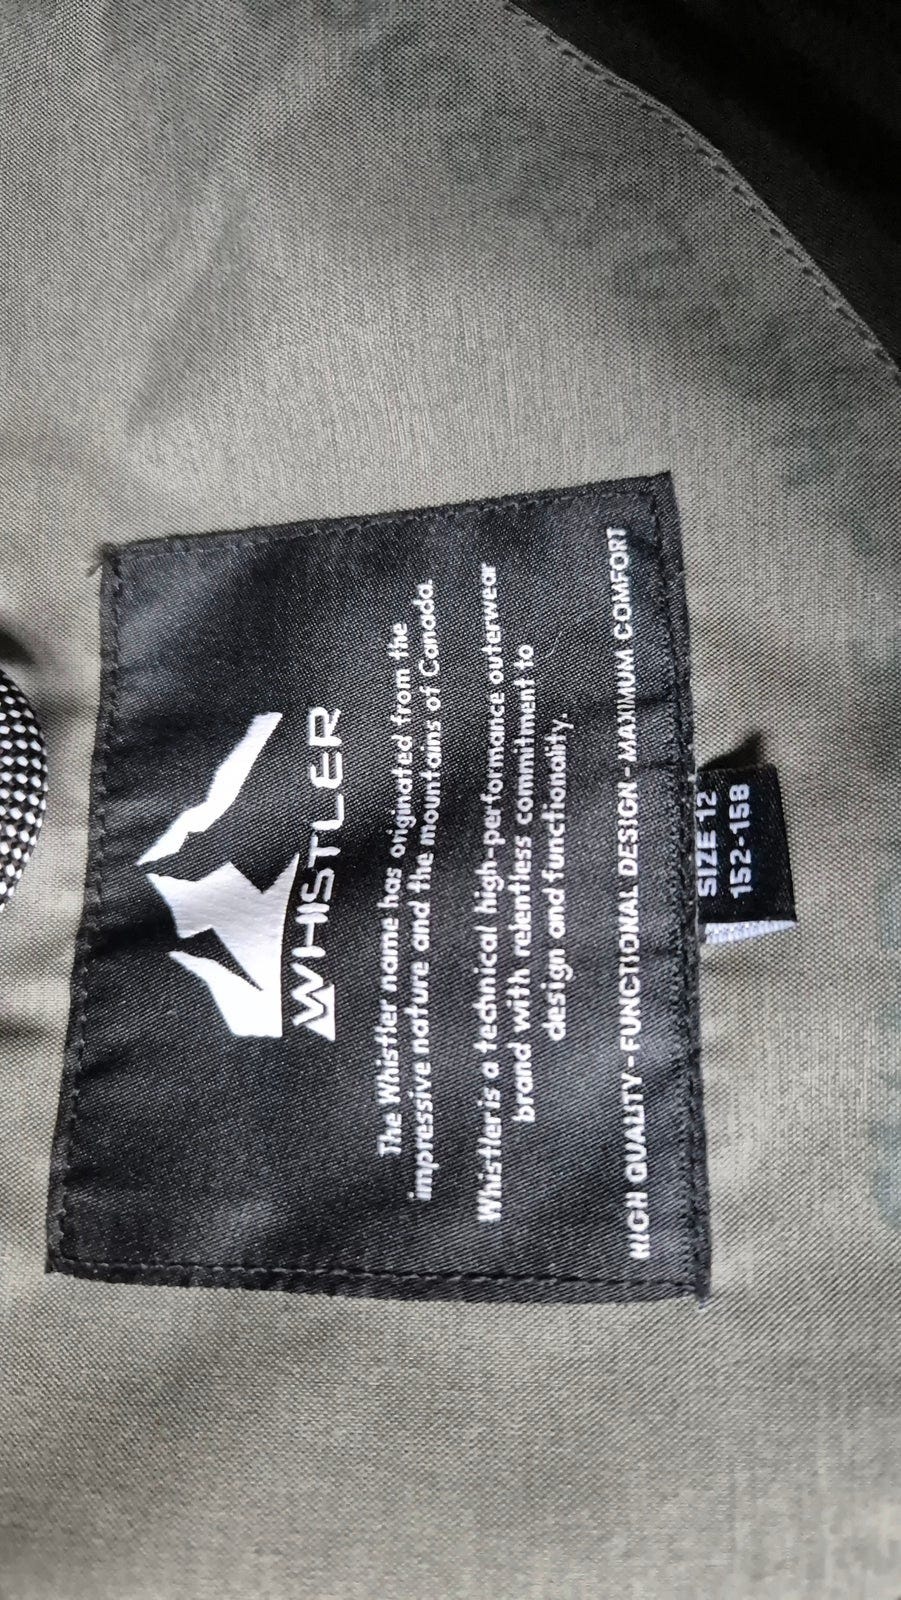 WHISTLER
The Whistler name has originated from the
impressive nature and the mountains of Canada.
Whistler is a technical high-performance outerwear
brand with relentless commitment to
design and functionality.
HIGH QUALITY - FUNCTIONAL DESIGN - MAXIMUM COMFORT
SIZE 12
152-158